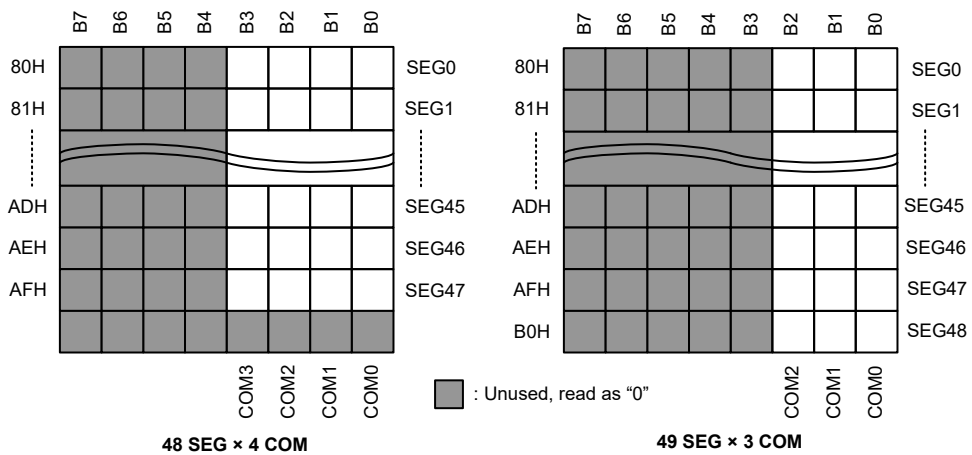 B7 B6 B5 B4 B3 B2 B1 B0
80H SEG0
81H SEG1
ADH SEG45
AEH SEG46
AFH SEG47
COM3 COM2 COM1 COM0
48 SEG × 4 COM
B7 B6 B5 B4 B3 B2 B1 B0
80H SEG0
81H SEG1
ADH SEG45
AEH SEG46
AFH SEG47
B0H SEG48
COM2 COM1 COM0
49 SEG × 3 COM
: Unused, read as “0”